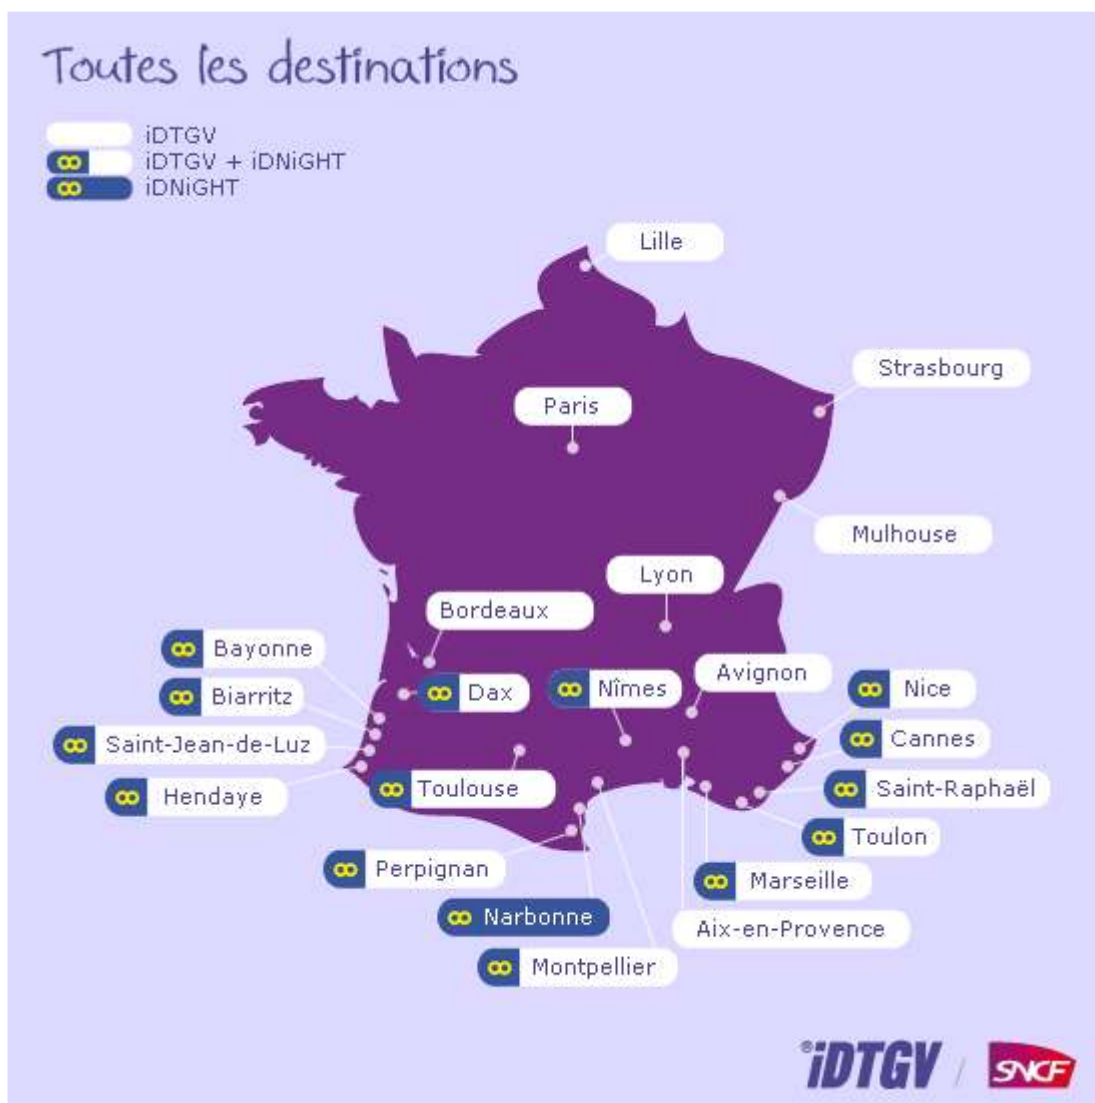 Toutes les destinations
iDTGV
iDTGV + iDNiGHT
iDNiGHT
Lille
Strasbourg
Paris
Mulhouse
Lyon
Bordeaux
Bayonne
Avignon
Biarritz
Dax
Nîmes
Nice
Saint-Jean-de-Luz
Cannes
Hendaye
Toulouse
Saint-Raphaël
Toulon
Perpignan
Marseille
Narbonne
Aix-en-Provence
Montpellier
®iDTGV / SNCF